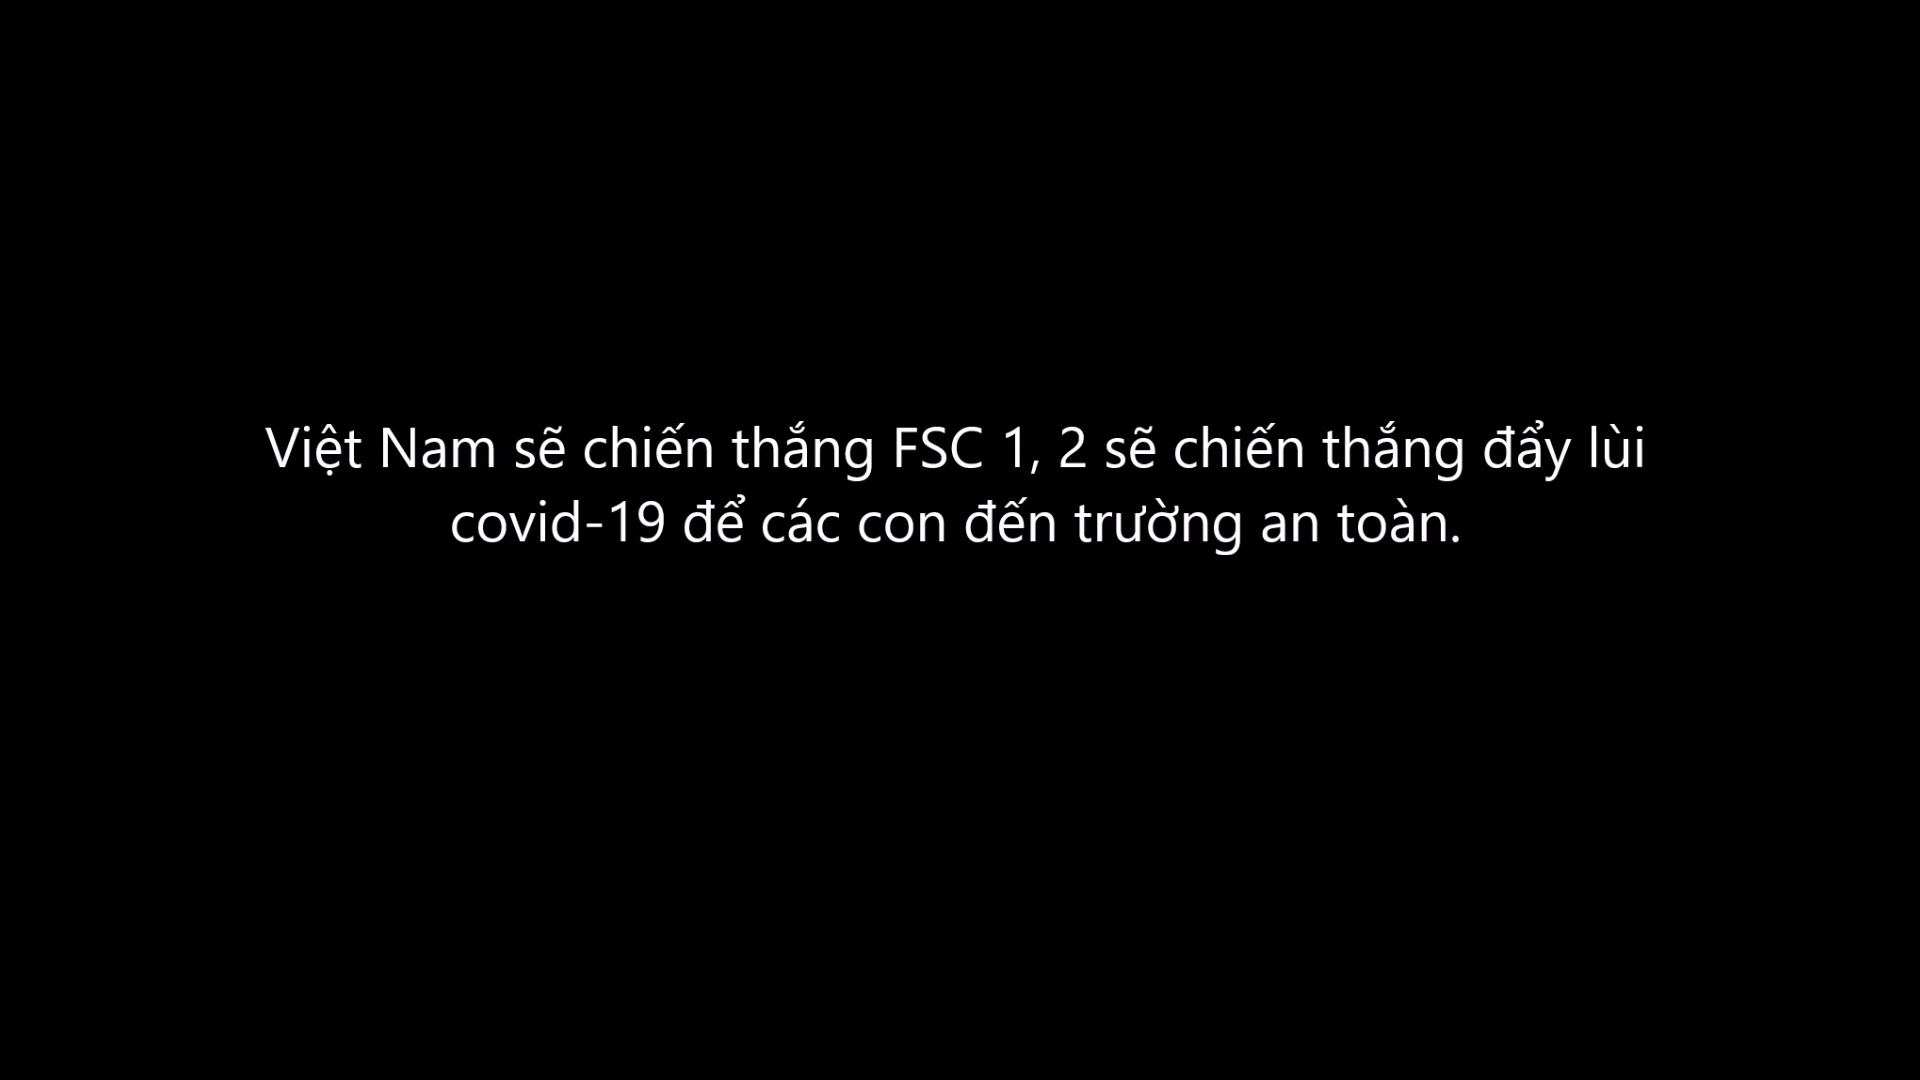 Việt Nam sẽ chiến thắng FSC 1, 2 sẽ chiến thắng đẩy lùi
covid-19 để các con đến trường an toàn.